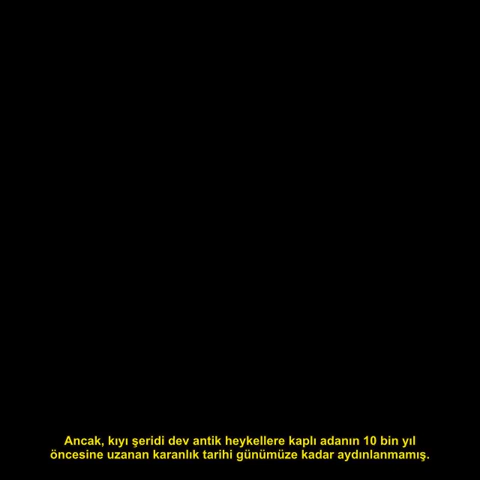 Ancak, kıyı şeridi dev antik heykellere kaplı adanın 10 bin yıl
öncesine uzanan karanlık tarihi günümüze kadar aydınlanmamış.